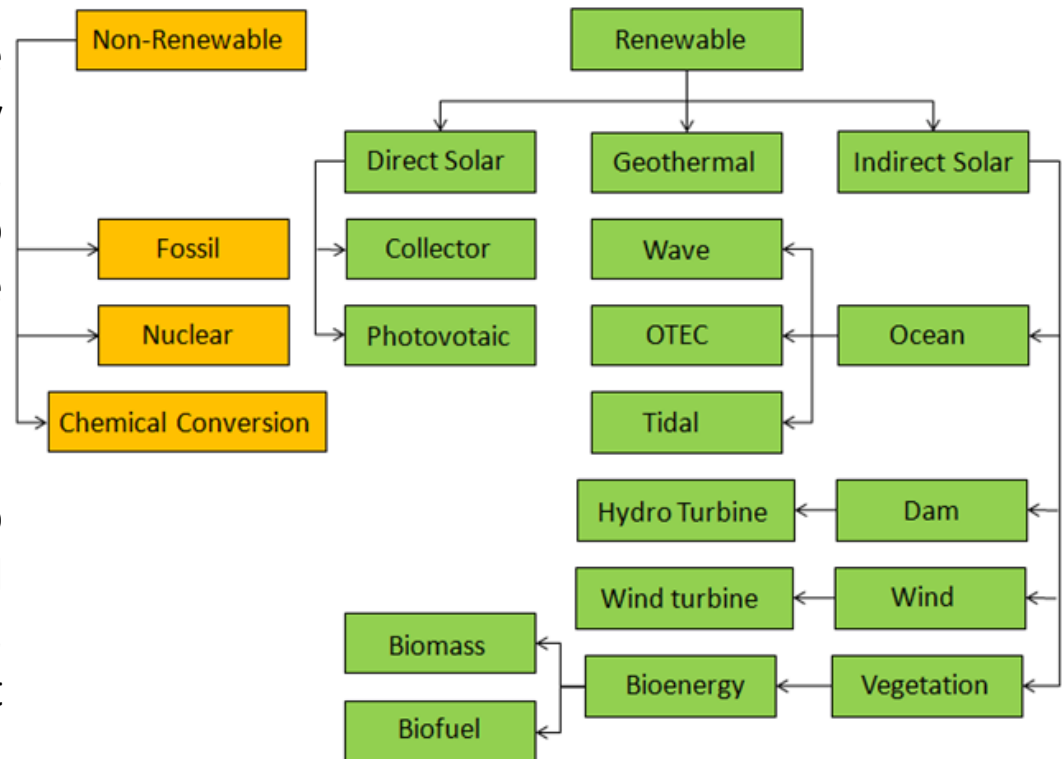 Non-Renewable
Renewable
Direct Solar
Geothermal
Indirect Solar
Fossil
Collector
Wave
Nuclear
Photovotaic
OTEC
Ocean
Chemical Conversion
Tidal
Hydro Turbine
Dam
Wind turbine
Wind
Biomass
Bioenergy
Vegetation
Biofuel